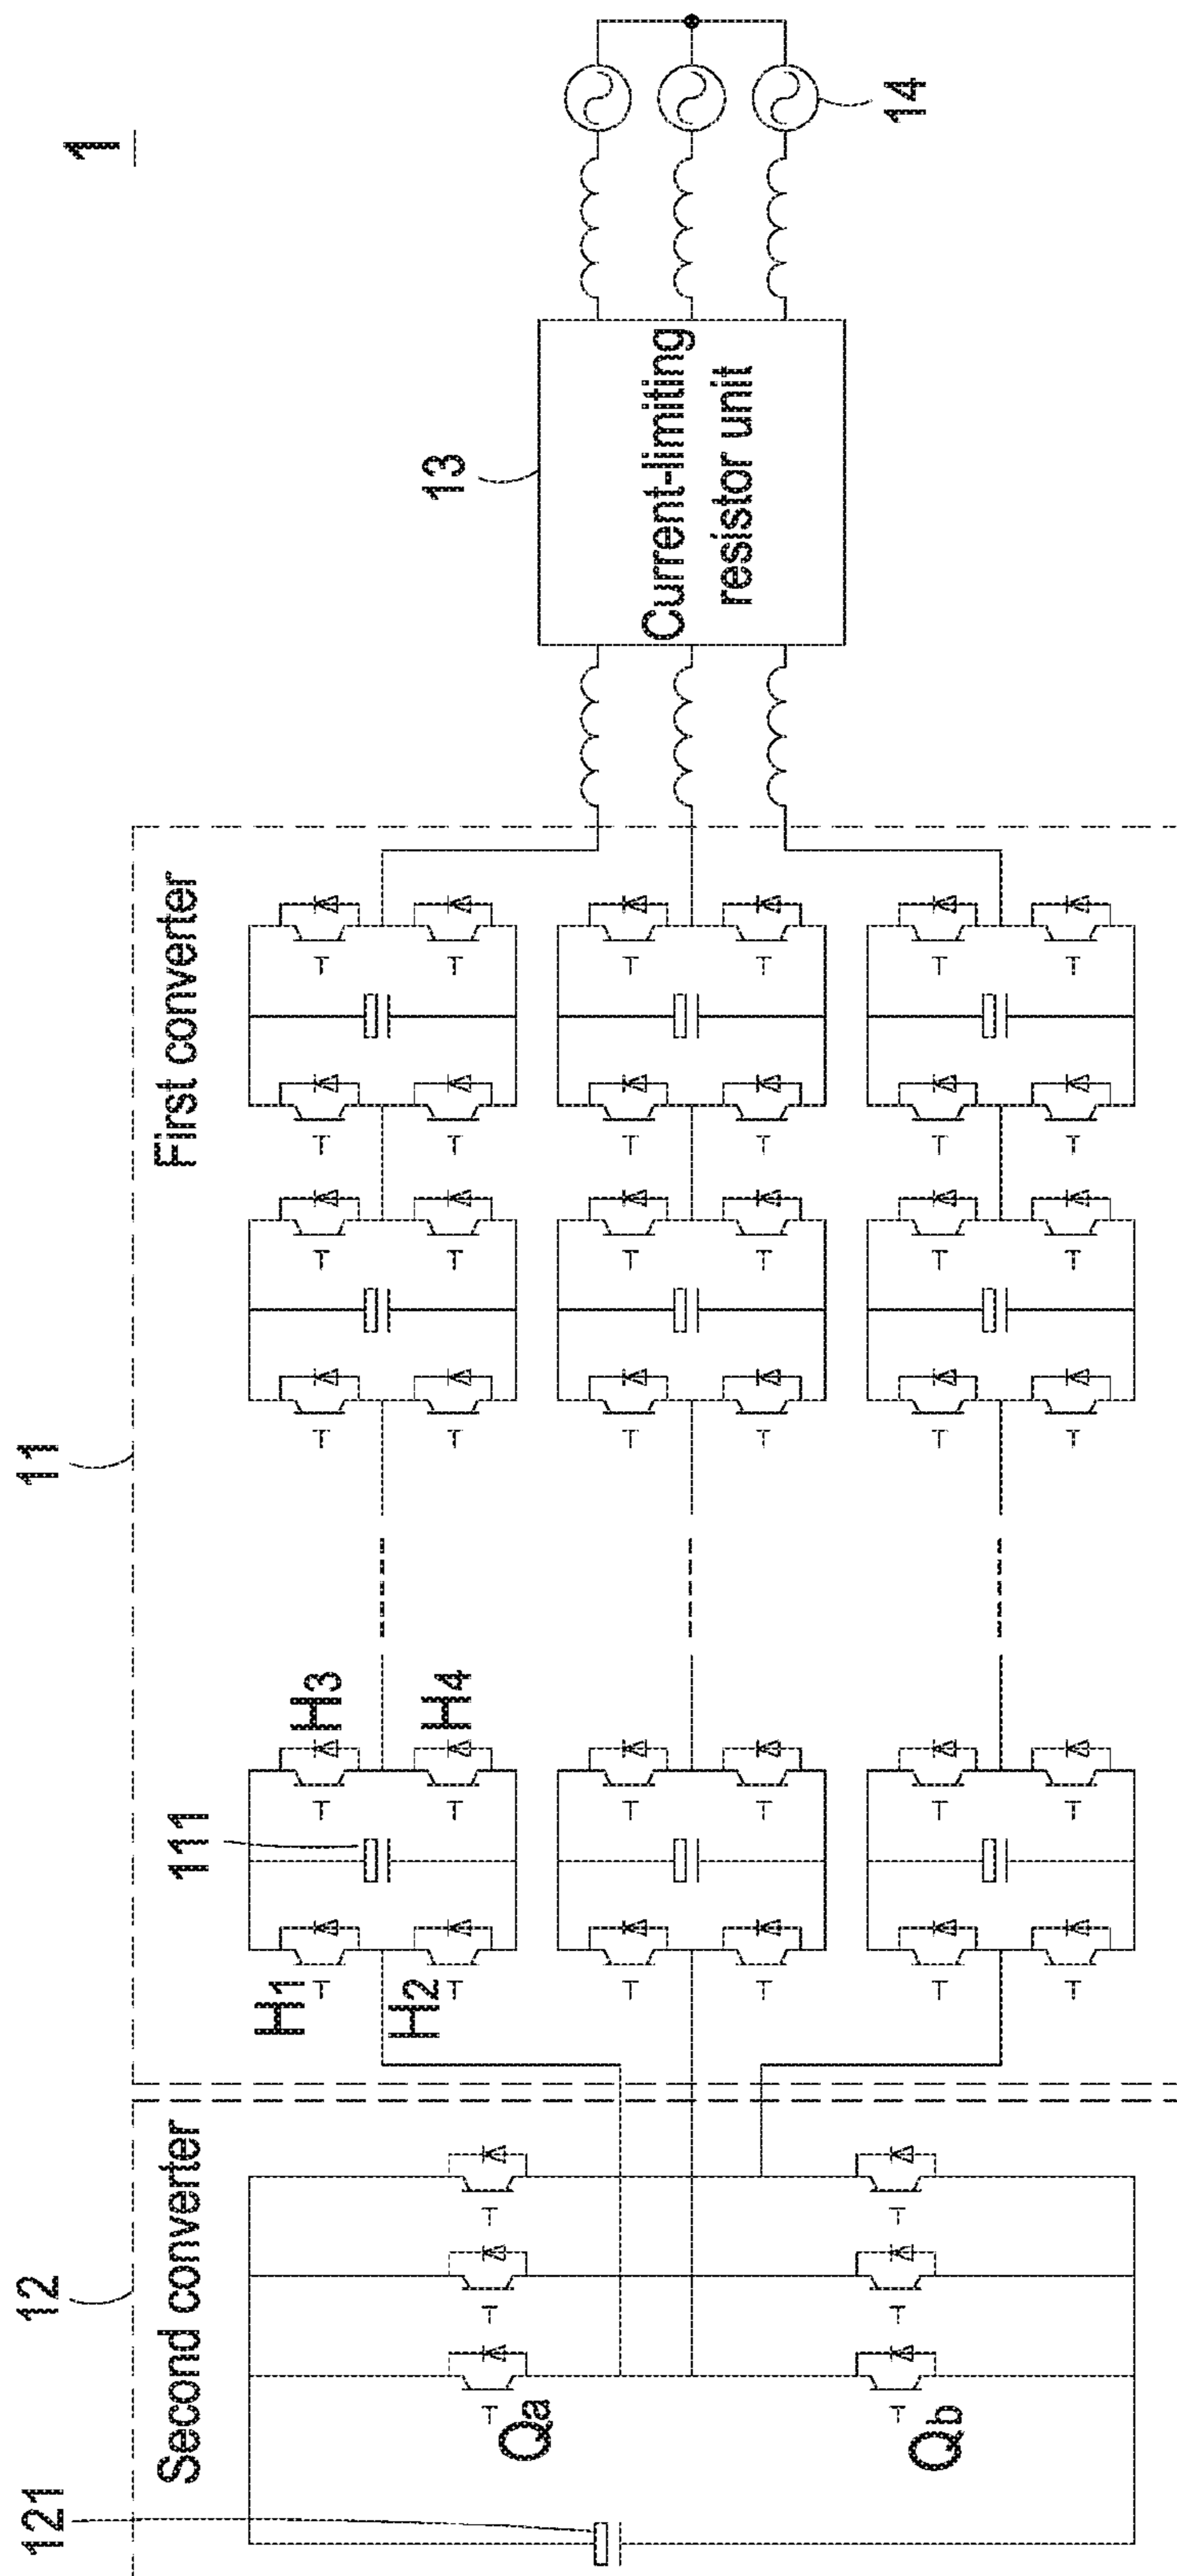 1
121
12
11
Second converter
First converter
111
H1
H3
H2
H4
13
Qa
Current-limiting
resistor unit
14
Qb